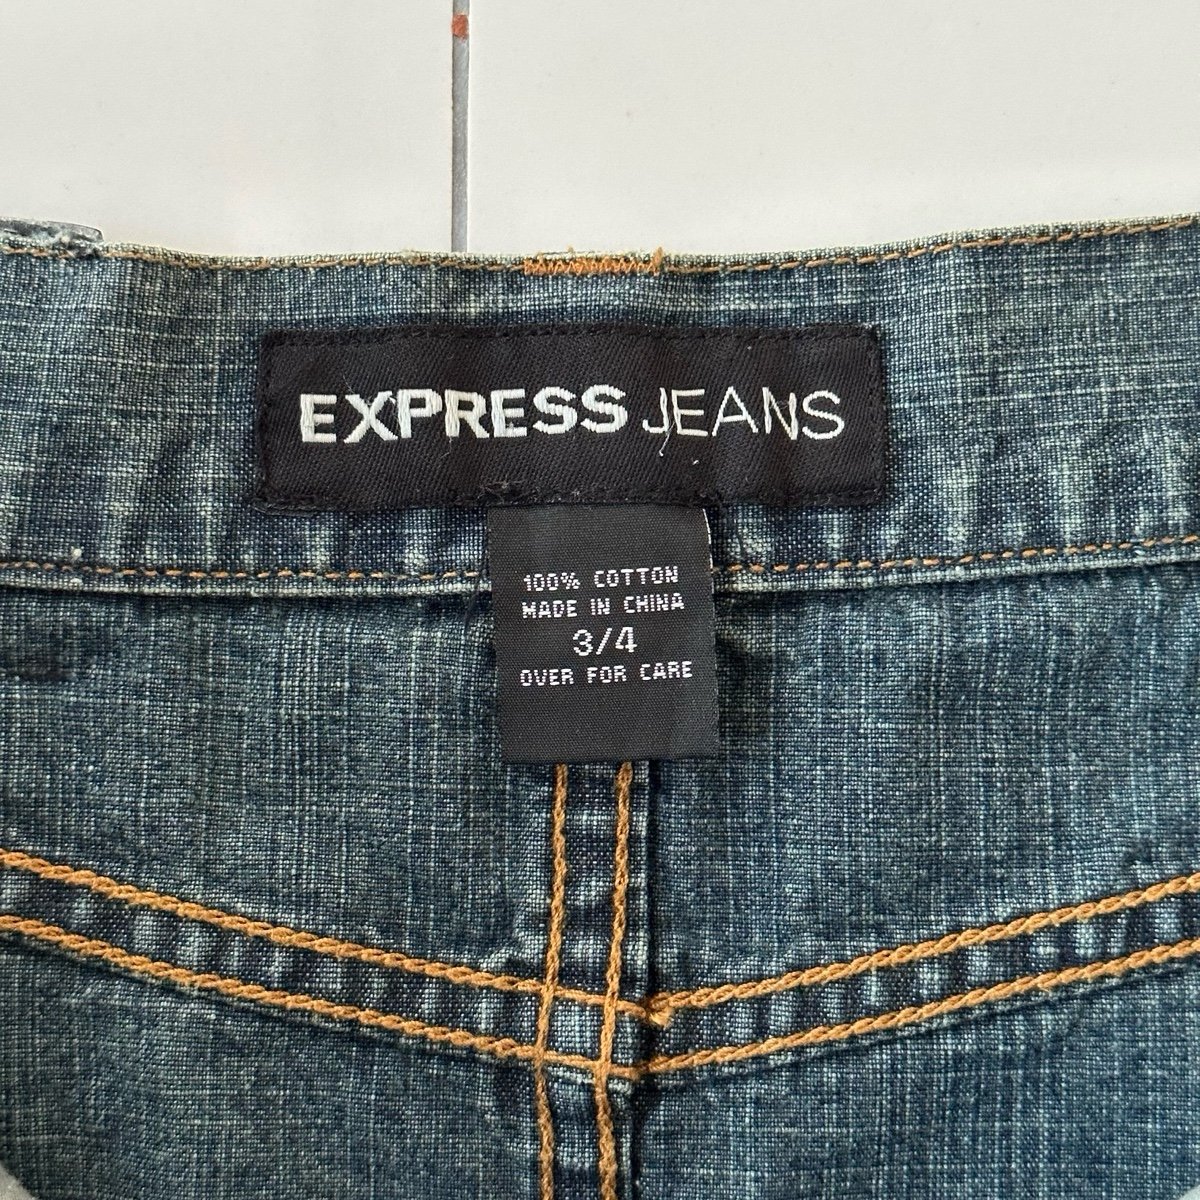 EXPRESS JEANS
100% COTTON
MADE IN CHINA
3/4
OVER FOR CARE